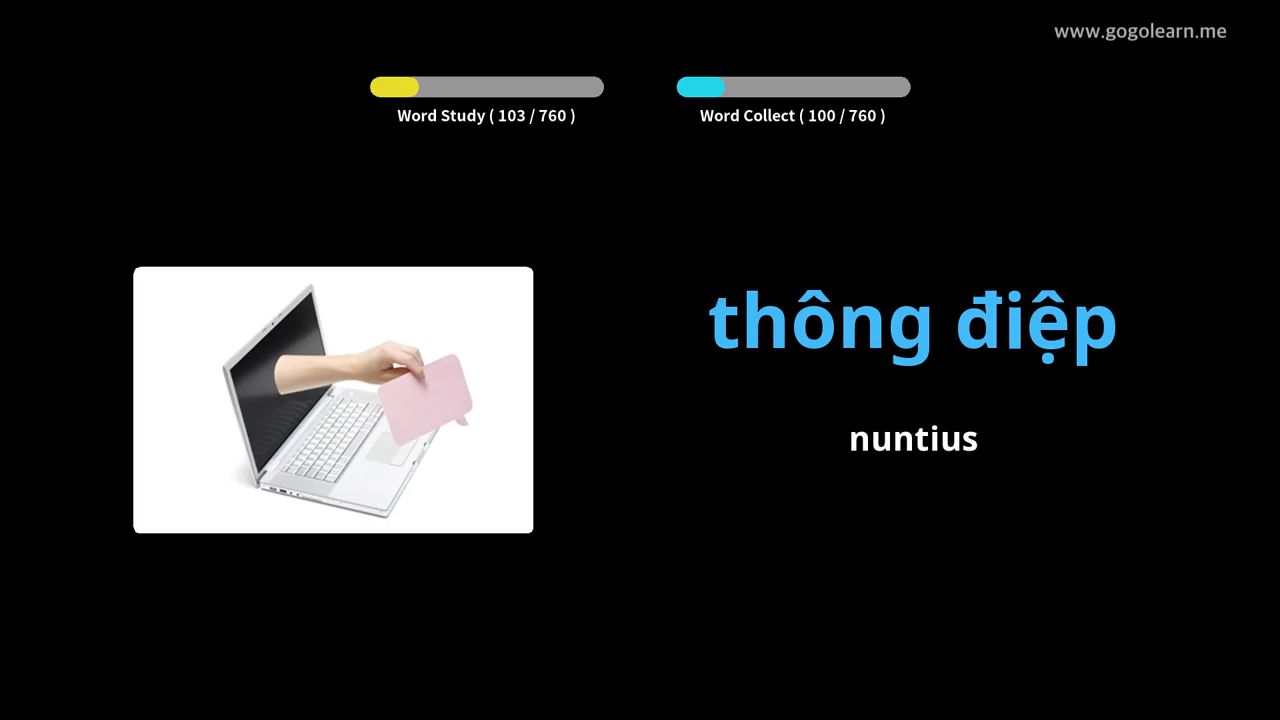 www.gogolearn.me
Word Study ( 103 / 760 )
Word Collect ( 100 / 760 )
thông điệp
nuntius